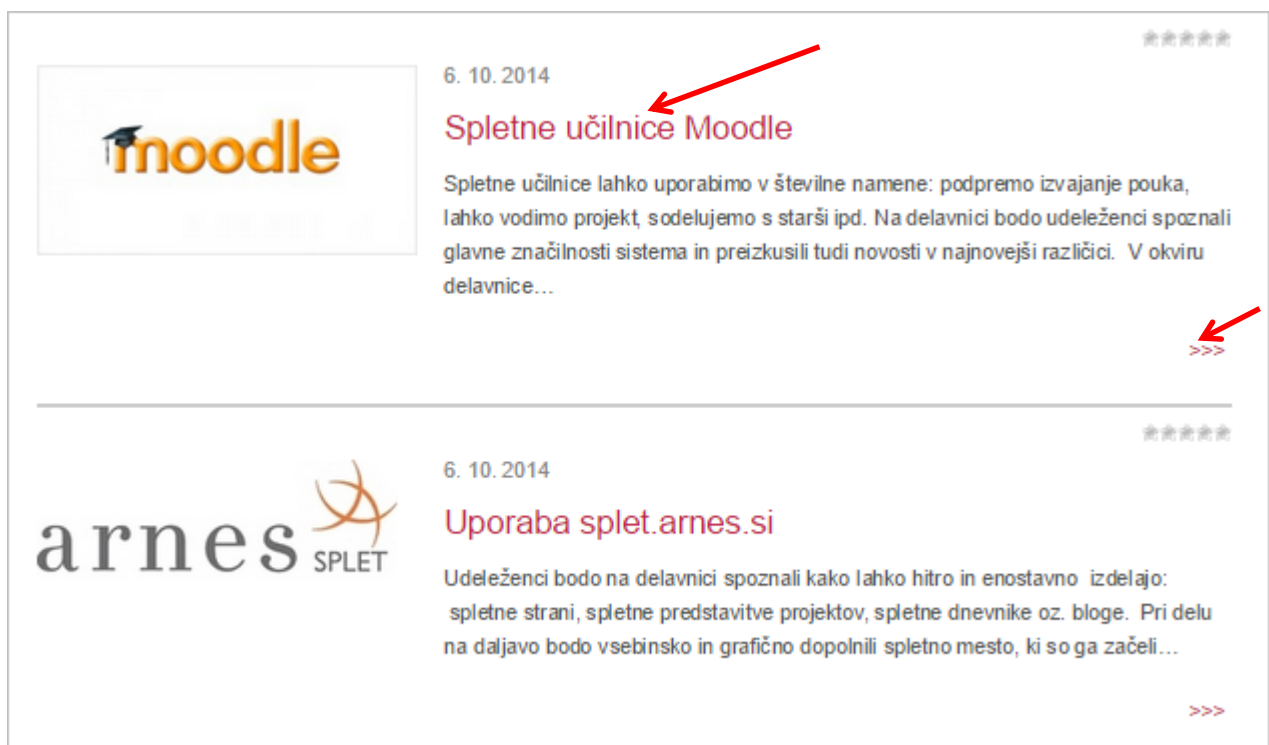 moodle
6. 10. 2014
Spletne učilnice Moodle
Spletne učilnice lahko uporabimo v številne namene: podpremo izvajanje pouka,
lahko vodimo projekt, sodelujemo s starši ipd. Na delavnici bodo udeleženci spoznali
glavne značilnosti sistema in preizkusili tudi novosti v najnovejši različici. V okviru
delavnice…
>>>
arnes SPLET
6. 10. 2014
Uporaba splet.arnes.si
Udeleženci bodo na delavnici spoznali kako lahko hitro in enostavno izdelajo:
spletne strani, spletne predstavitve projektov, spletne dnevnike oz. bloge. Pri delu
na daljavo bodo vsebinsko in grafično dopolnili spletno mesto, ki so ga začeli…
>>>